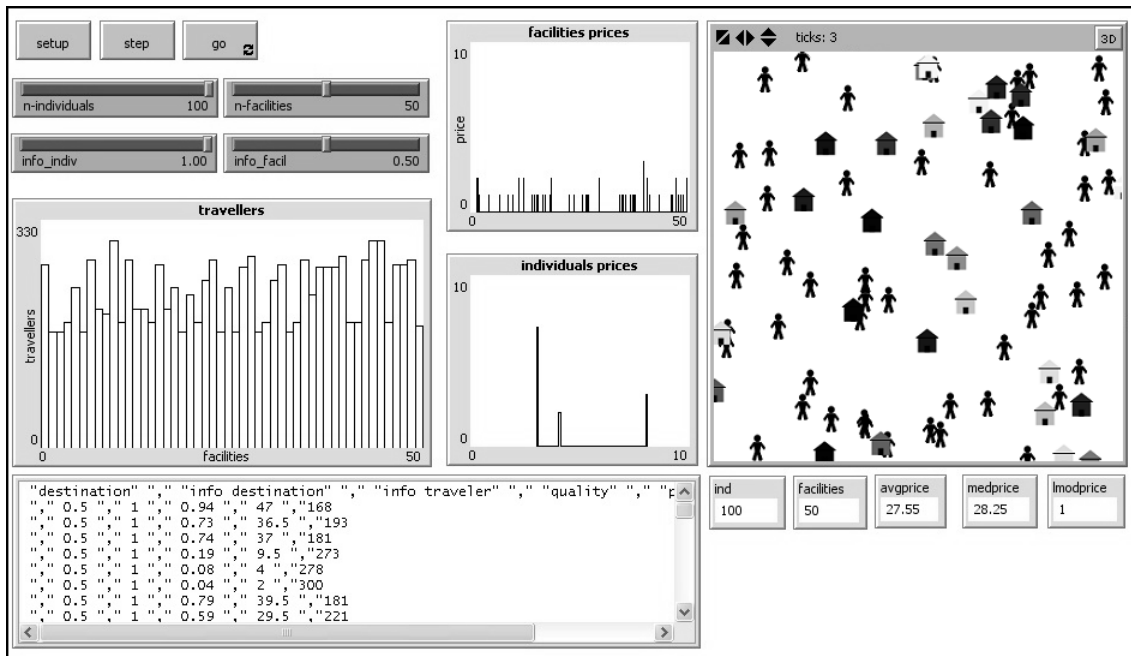 setup
step
go
n-individuals 100
n-facilities 50
info_indiv 1.00
info_facil 0.50
facilities prices
10
price
0
0 50
ticks: 3
3D
travellers
330
travellers
0
0 50
facilities
individuals prices
10
0
0 10
"destination" "," "info destination" "," "info traveler" "," "quality" "," "p
"," 0.5 "," 1 "," 0.94 "," 47 ","168
"," 0.5 "," 1 "," 0.73 "," 36.5 ","193
"," 0.5 "," 1 "," 0.74 "," 37 ","181
"," 0.5 "," 1 "," 0.19 "," 9.5 ","273
"," 0.5 "," 1 "," 0.08 "," 4 ","278
"," 0.5 "," 1 "," 0.04 "," 2 ","300
"," 0.5 "," 1 "," 0.79 "," 39.5 ","181
"," 0.5 "," 1 "," 0.59 "," 29.5 ","221
ind
100
facilities
50
avgprice
27.55
medprice
28.25
lmodprice
1